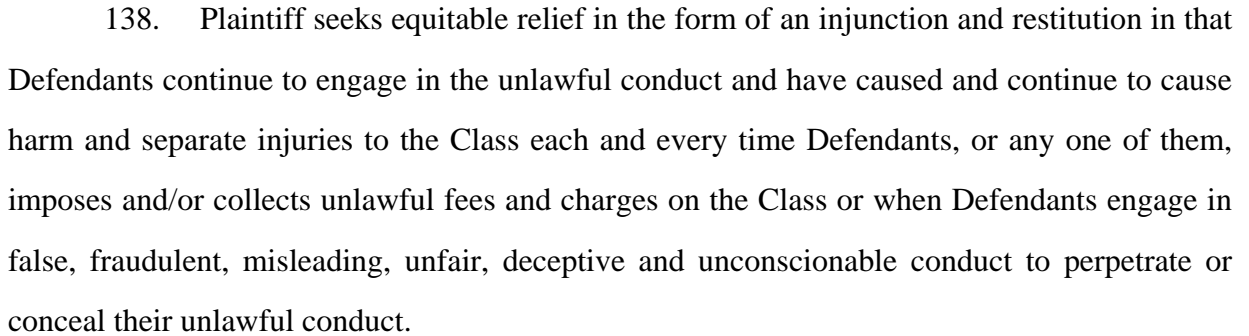 138. Plaintiff seeks equitable relief in the form of an injunction and restitution in that
Defendants continue to engage in the unlawful conduct and have caused and continue to cause
harm and separate injuries to the Class each and every time Defendants, or any one of them,
imposes and/or collects unlawful fees and charges on the Class or when Defendants engage in
false, fraudulent, misleading, unfair, deceptive and unconscionable conduct to perpetrate or
conceal their unlawful conduct.